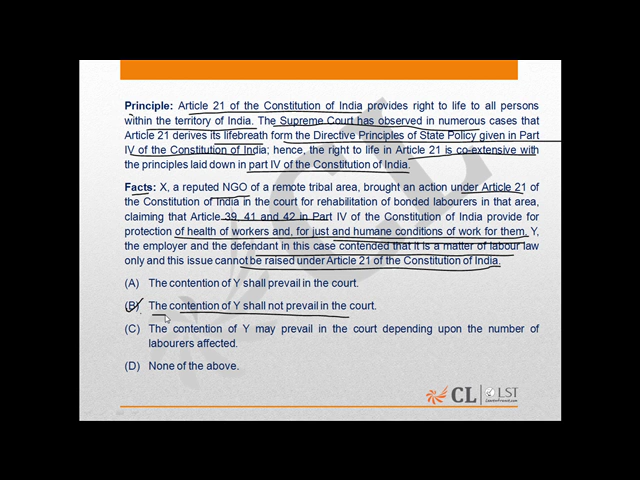 Principle: Article 21 of the Constitution of India provides right to life to all persons
within the territory of India. The Supreme Court has observed in numerous cases that
Article 21 derives its lifebreath form the Directive Principles of State Policy given in Part
IV of the Constitution of India; hence, the right to life in Article 21 is co-extensive with
the principles laid down in part IV of the Constitution of India.
Facts: X, a reputed NGO of a remote tribal area, brought an action under Article 21 of
the Constitution of India in the court for rehabilitation of bonded labourers in that area,
claiming that Article 39, 41 and 42 in Part IV of the Constitution of India provide for
protection of health of workers and, for just and humane conditions of work for them. Y,
the employer and the defendant in this case contended that it is a matter of labour law
only and this issue cannot be raised under Article 21 of the Constitution of India.
(A) The contention of Y shall prevail in the court.
(B) The contention of Y shall not prevail in the court.
(C) The contention of Y may prevail in the court depending upon the number of
labourers affected.
(D) None of the above.
CL LST